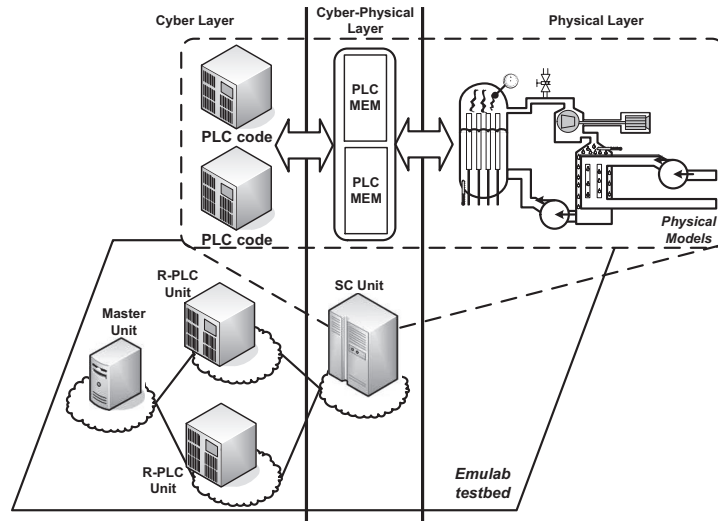 Cyber Layer
Cyber-Physical
Layer
Physical Layer
PLC
MEM
PLC code
PLC
MEM
PLC code
Physical
Models
R-PLC
Unit
SC Unit
Master
Unit
R-PLC
Unit
Emulab
testbed